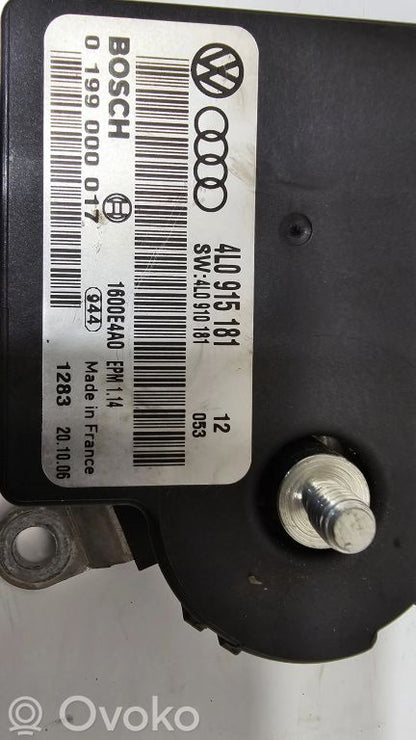 4L0 915 181
SW:4L0 910 181
12
053
BOSCH
0 199 000 017
1600E4A0 EPM 1.14
944 Made in France
1283 20.10.06
Ovoko